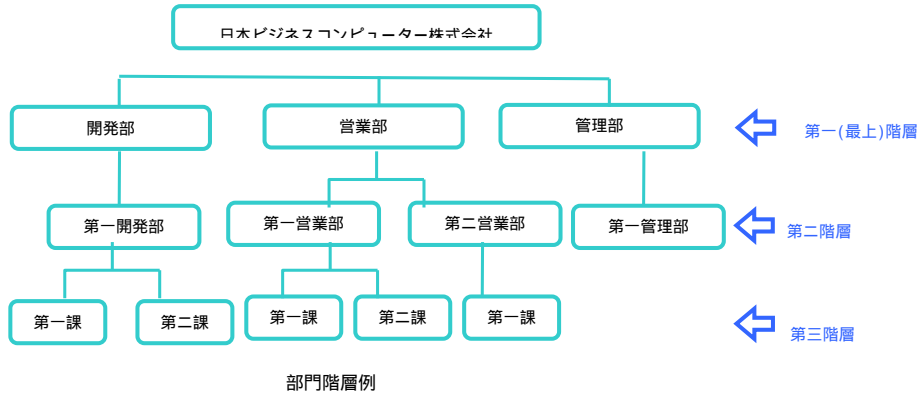 日本ビジネスコンピューター株式会社
開発部 営業部 管理部 第一(最上)階層
第一開発部 第一営業部 第二営業部 第一管理部 第二階層
第一課 第二課 第一課 第二課 第一課 第三階層
部門階層例